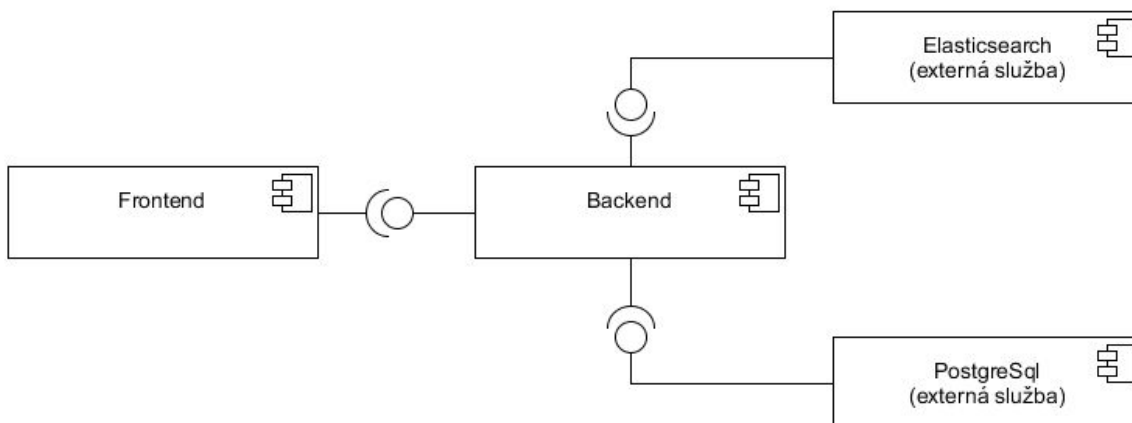 Elasticsearch
(externá služba)
Frontend
Backend
PostgreSql
(externá služba)